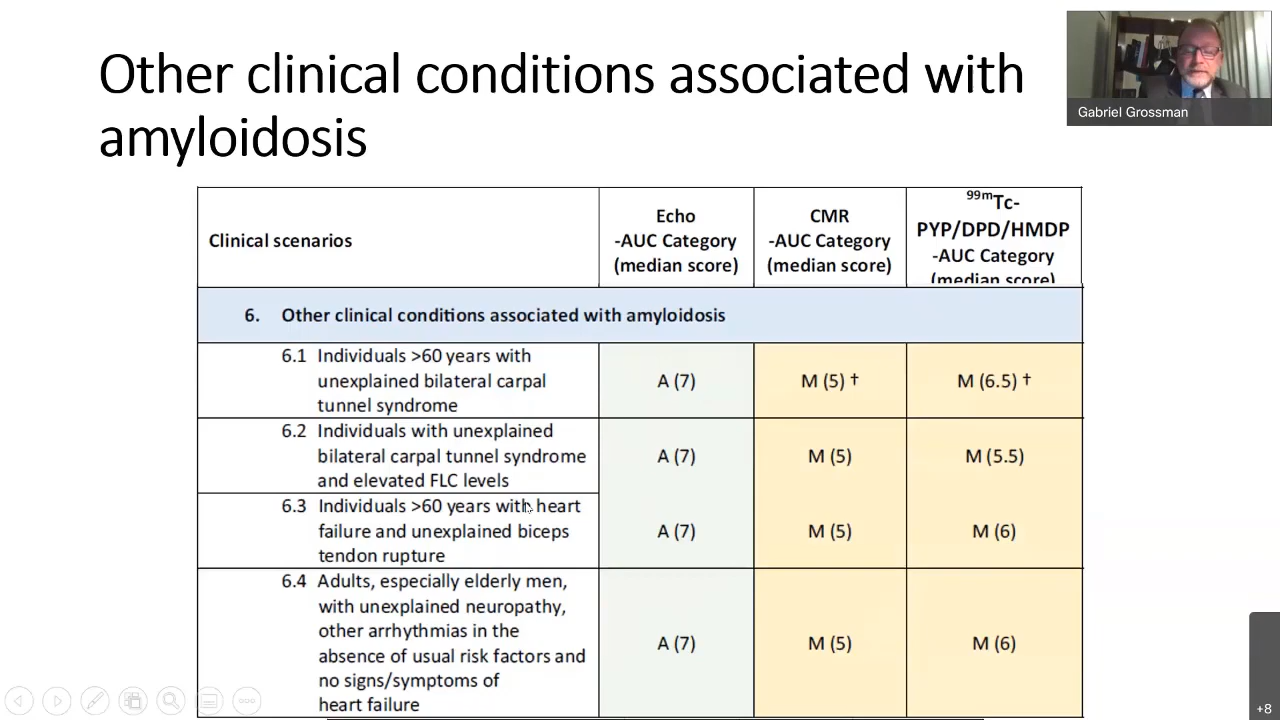 Other clinical conditions associated with
amyloidosis
Gabriel Grossman
Clinical scenarios
Echo
-AUC Category
(median score)
CMR
-AUC Category
(median score)
99mTc-
PYP/DPD/HMDP
-AUC Category
(median score)
6. Other clinical conditions associated with amyloidosis
6.1 Individuals >60 years with
unexplained bilateral carpal
tunnel syndrome
A (7)
M (5) †
M (6.5) †
6.2 Individuals with unexplained
bilateral carpal tunnel syndrome
and elevated FLC levels
A (7)
M (5)
M (5.5)
6.3 Individuals >60 years with heart
failure and unexplained biceps
tendon rupture
A (7)
M (5)
M (6)
6.4 Adults, especially elderly men,
with unexplained neuropathy,
other arrhythmias in the
absence of usual risk factors and
no signs/symptoms of
heart failure
A (7)
M (5)
M (6)
+8